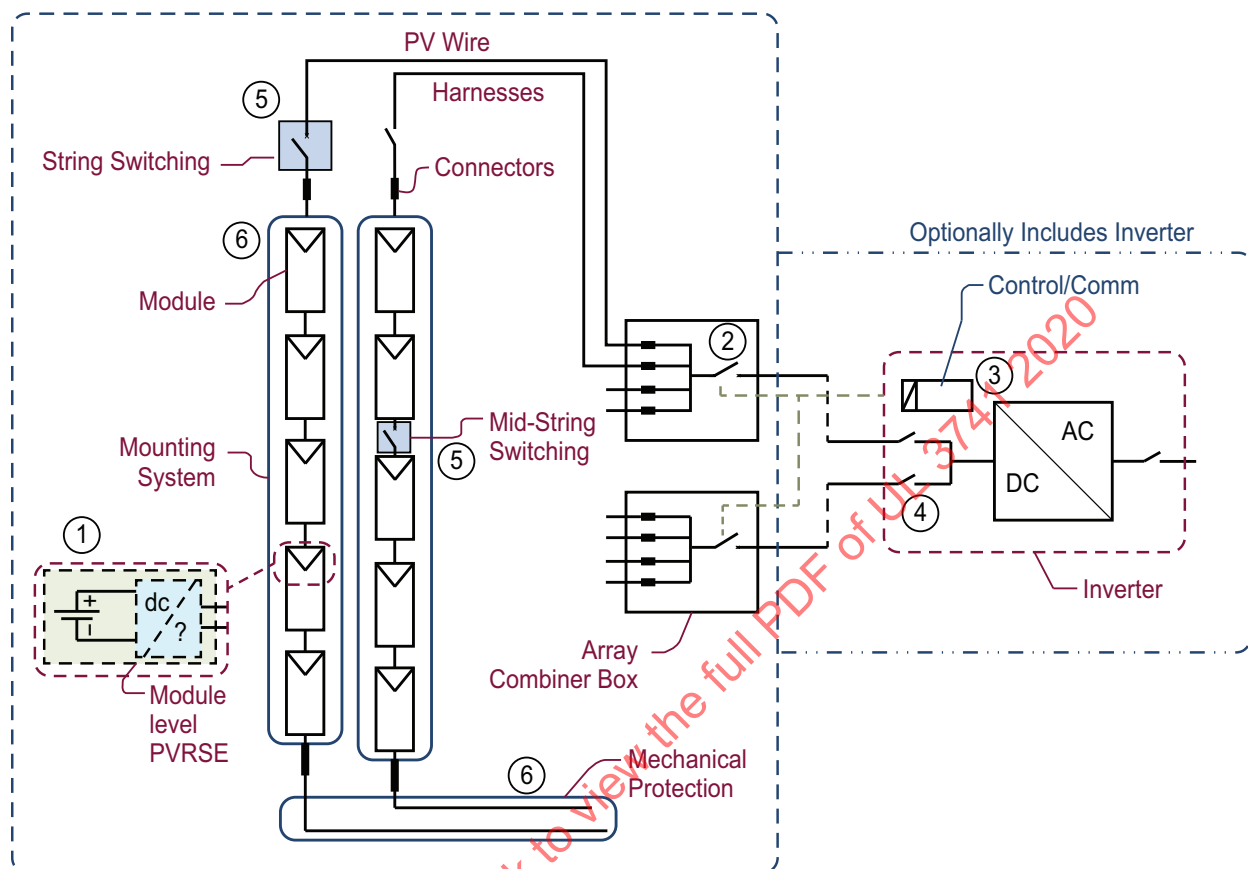 PV Wire
5
Harnesses
String Switching
Connectors
6
Module
Optionally Includes Inverter
Control/Comm
2
3
Mid-String
Switching
5
AC
DC
4
Mounting
System
1
+
−
dc
?
Module
level
PVRSE
Inverter
Array
Combiner Box
6
Mechanical
Protection
to view the full PDF of UL 3741 2020